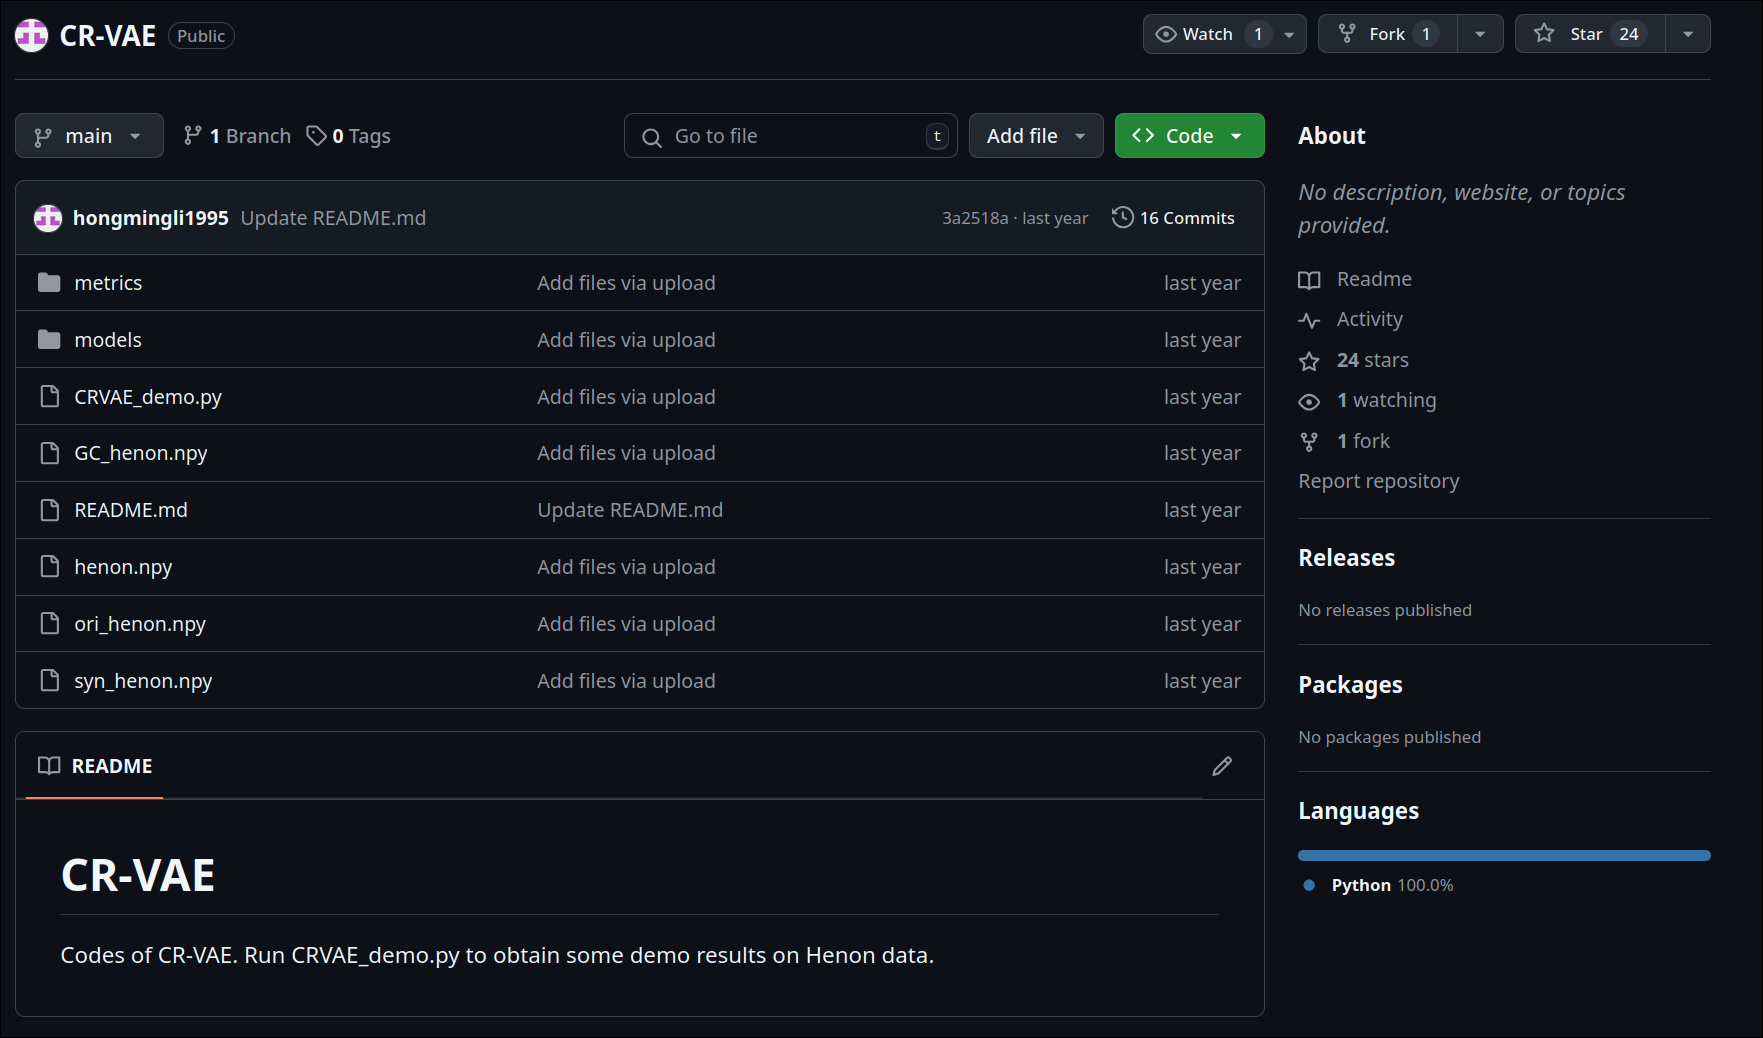 CR-VAE Public Watch 1 Fork 1 Star 24
main 1 Branch 0 Tags Go to file t Add file Code
hongmingli1995 Update README.md 3a2518a · last year 16 Commits
metrics Add files via upload last year
models Add files via upload last year
CRVAE_demo.py Add files via upload last year
GC_henon.npy Add files via upload last year
README.md Update README.md last year
henon.npy Add files via upload last year
ori_henon.npy Add files via upload last year
syn_henon.npy Add files via upload last year
README
CR-VAE
Codes of CR-VAE. Run CRVAE_demo.py to obtain some demo results on Henon data.
About
No description, website, or topics
provided.
Readme
Activity
24 stars
1 watching
1 fork
Report repository
Releases
No releases published
Packages
No packages published
Languages
Python 100.0%